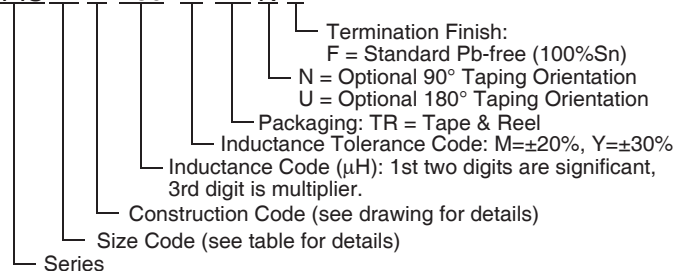 Termination Finish:
F = Standard Pb-free (100%Sn)
N = Optional 90° Taping Orientation
U = Optional 180° Taping Orientation
Packaging: TR = Tape & Reel
Inductance Tolerance Code: M=±20%, Y=±30%
Inductance Code (μH): 1st two digits are significant,
3rd digit is multiplier.
Construction Code (see drawing for details)
Size Code (see table for details)
Series